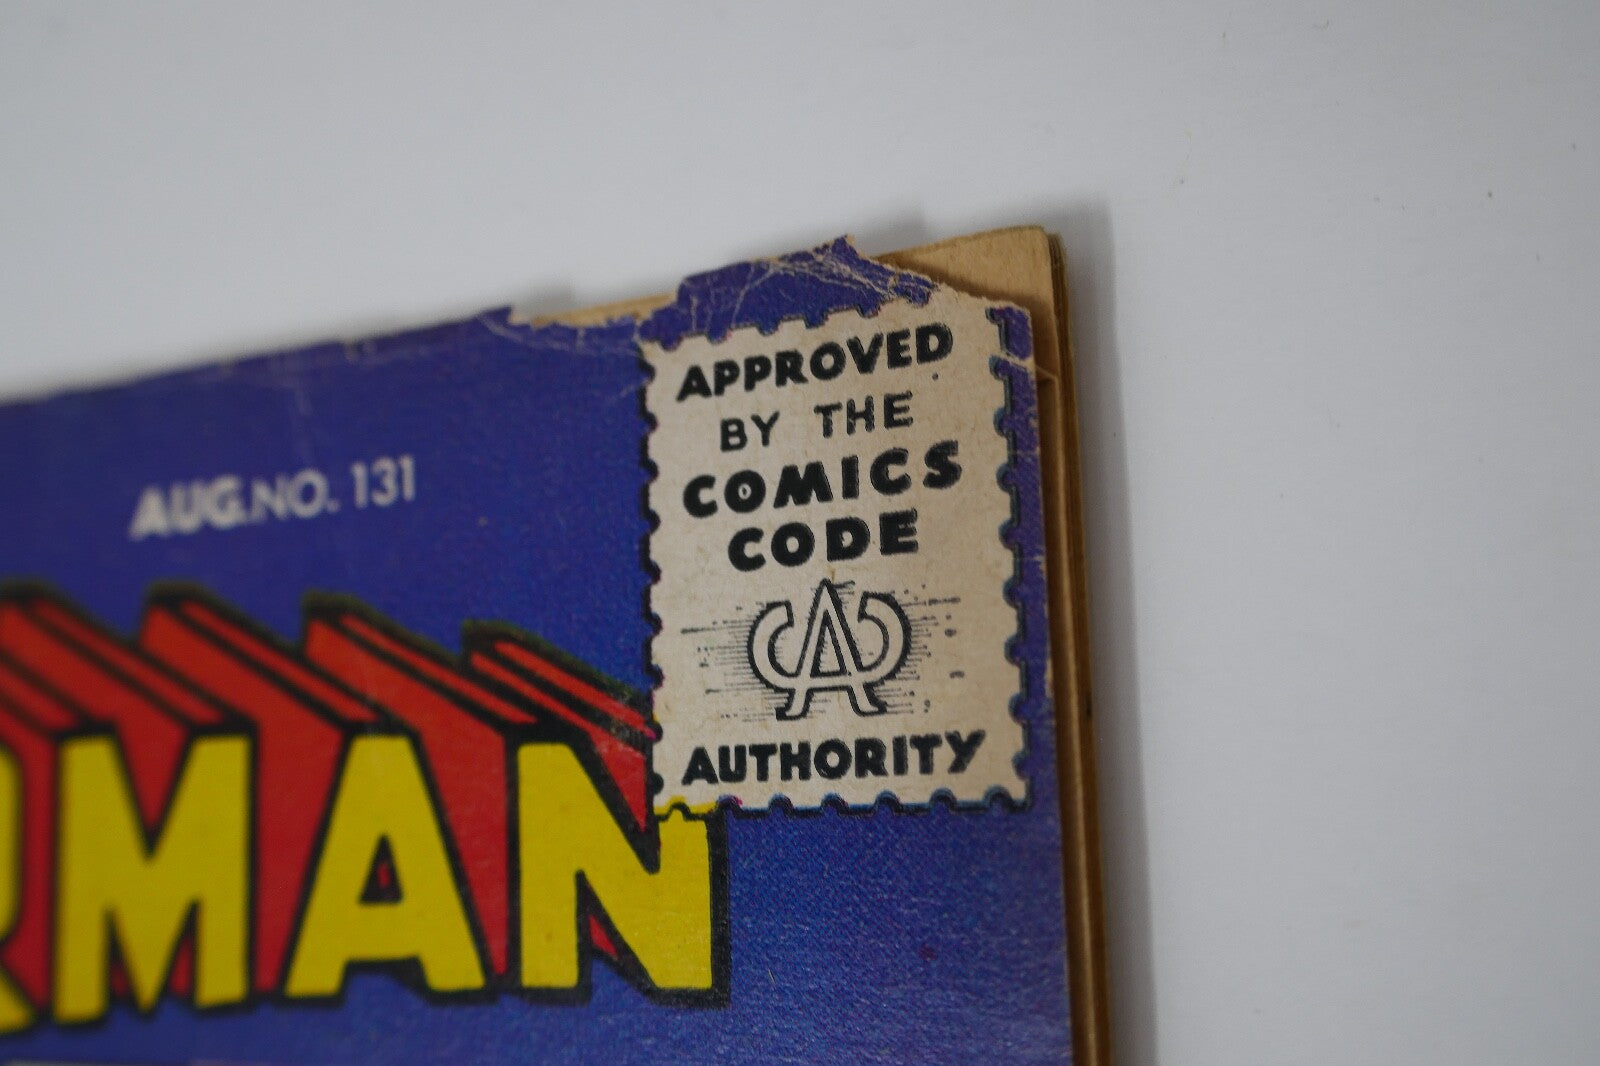 AUG.NO. 131
RMAN
APPROVED
BY THE
COMICS
CODE
CA
AUTHORITY